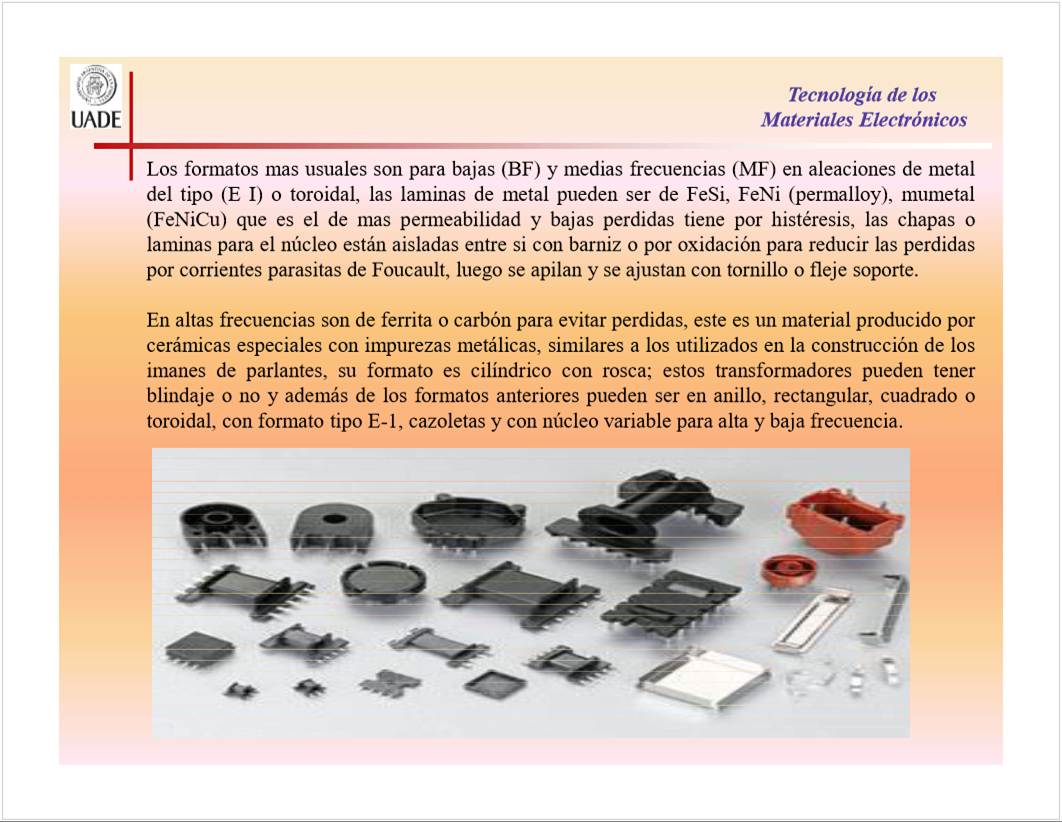 UADE
Tecnología de los
Materiales Electrónicos
Los formatos mas usuales son para bajas (BF) y medias frecuencias (MF) en aleaciones de metal
del tipo (E I) o toroidal, las laminas de metal pueden ser de FeSi, FeNi (permalloy), mumetal
(FeNiCu) que es el de mas permeabilidad y bajas perdidas tiene por histéresis, las chapas o
laminas para el núcleo están aisladas entre si con barniz o por oxidación para reducir las perdidas
por corrientes parasitas de Foucault, luego se apilan y se ajustan con tornillo o fleje soporte.
En altas frecuencias son de ferrita o carbón para evitar perdidas, este es un material producido por
cerámicas especiales con impurezas metálicas, similares a los utilizados en la construcción de los
imanes de parlantes, su formato es cilíndrico con rosca; estos transformadores pueden tener
blindaje o no y además de los formatos anteriores pueden ser en anillo, rectangular, cuadrado o
toroidal, con formato tipo E-1, cazoletas y con núcleo variable para alta y baja frecuencia.